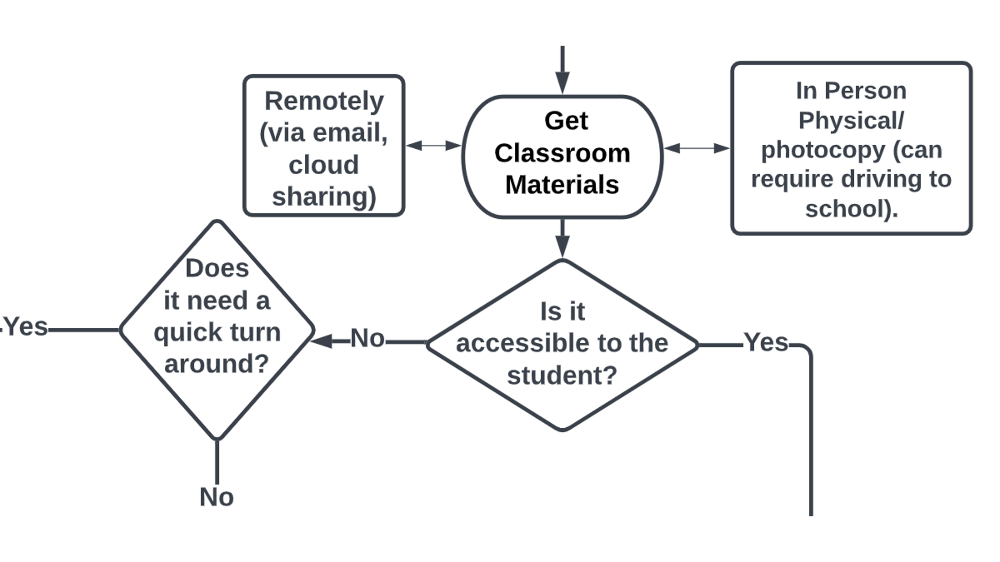 Remotely
(via email,
cloud
sharing)
Get
Classroom
Materials
In Person
Physical/
photocopy (can
require driving to
school).
Does
it need a
quick turn
around?
Yes
No
Is it
accessible to the
student?
Yes
No